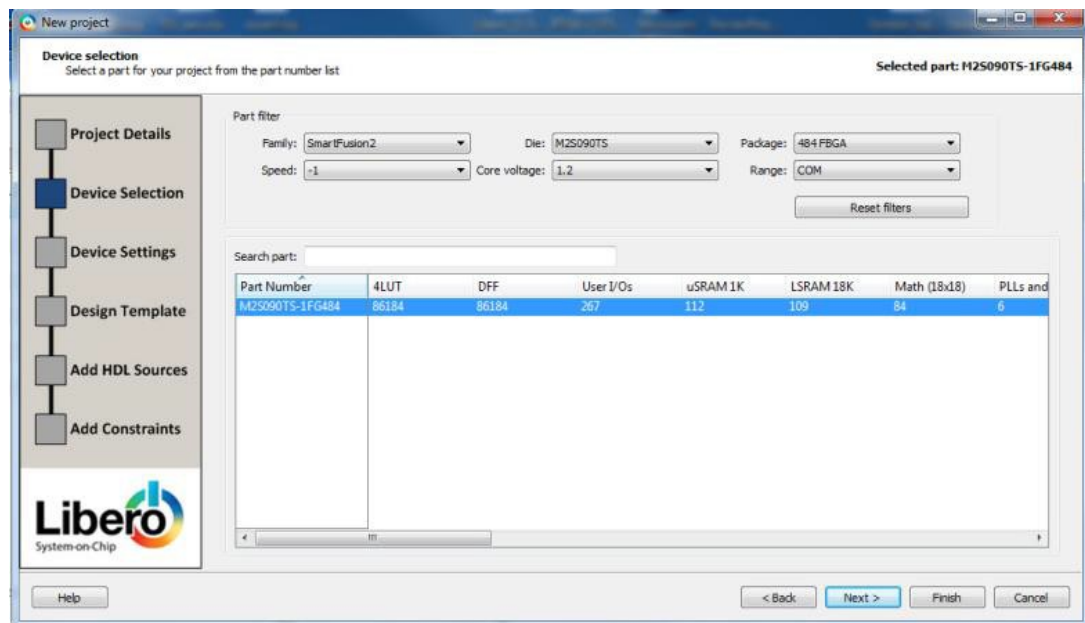 New project
Device selection
Select a part for your project from the part number list
Selected part: M2S090TS-1FG484
Project Details
Device Selection
Device Settings
Design Template
Add HDL Sources
Add Constraints
Libero
System-on-Chip
Part filter
Family: SmartFusion2 Die: M2S090TS Package: 484 FBGA
Speed: -1 Core voltage: 1.2 Range: COM
Reset filters
Search part:
Part Number 4LUT DFF User I/Os uSRAM 1K LSRAM 18K Math (18x18) PLLs and
M2S090TS-1FG484 86184 86184 267 112 109 84 6
Help < Back Next > Finish Cancel